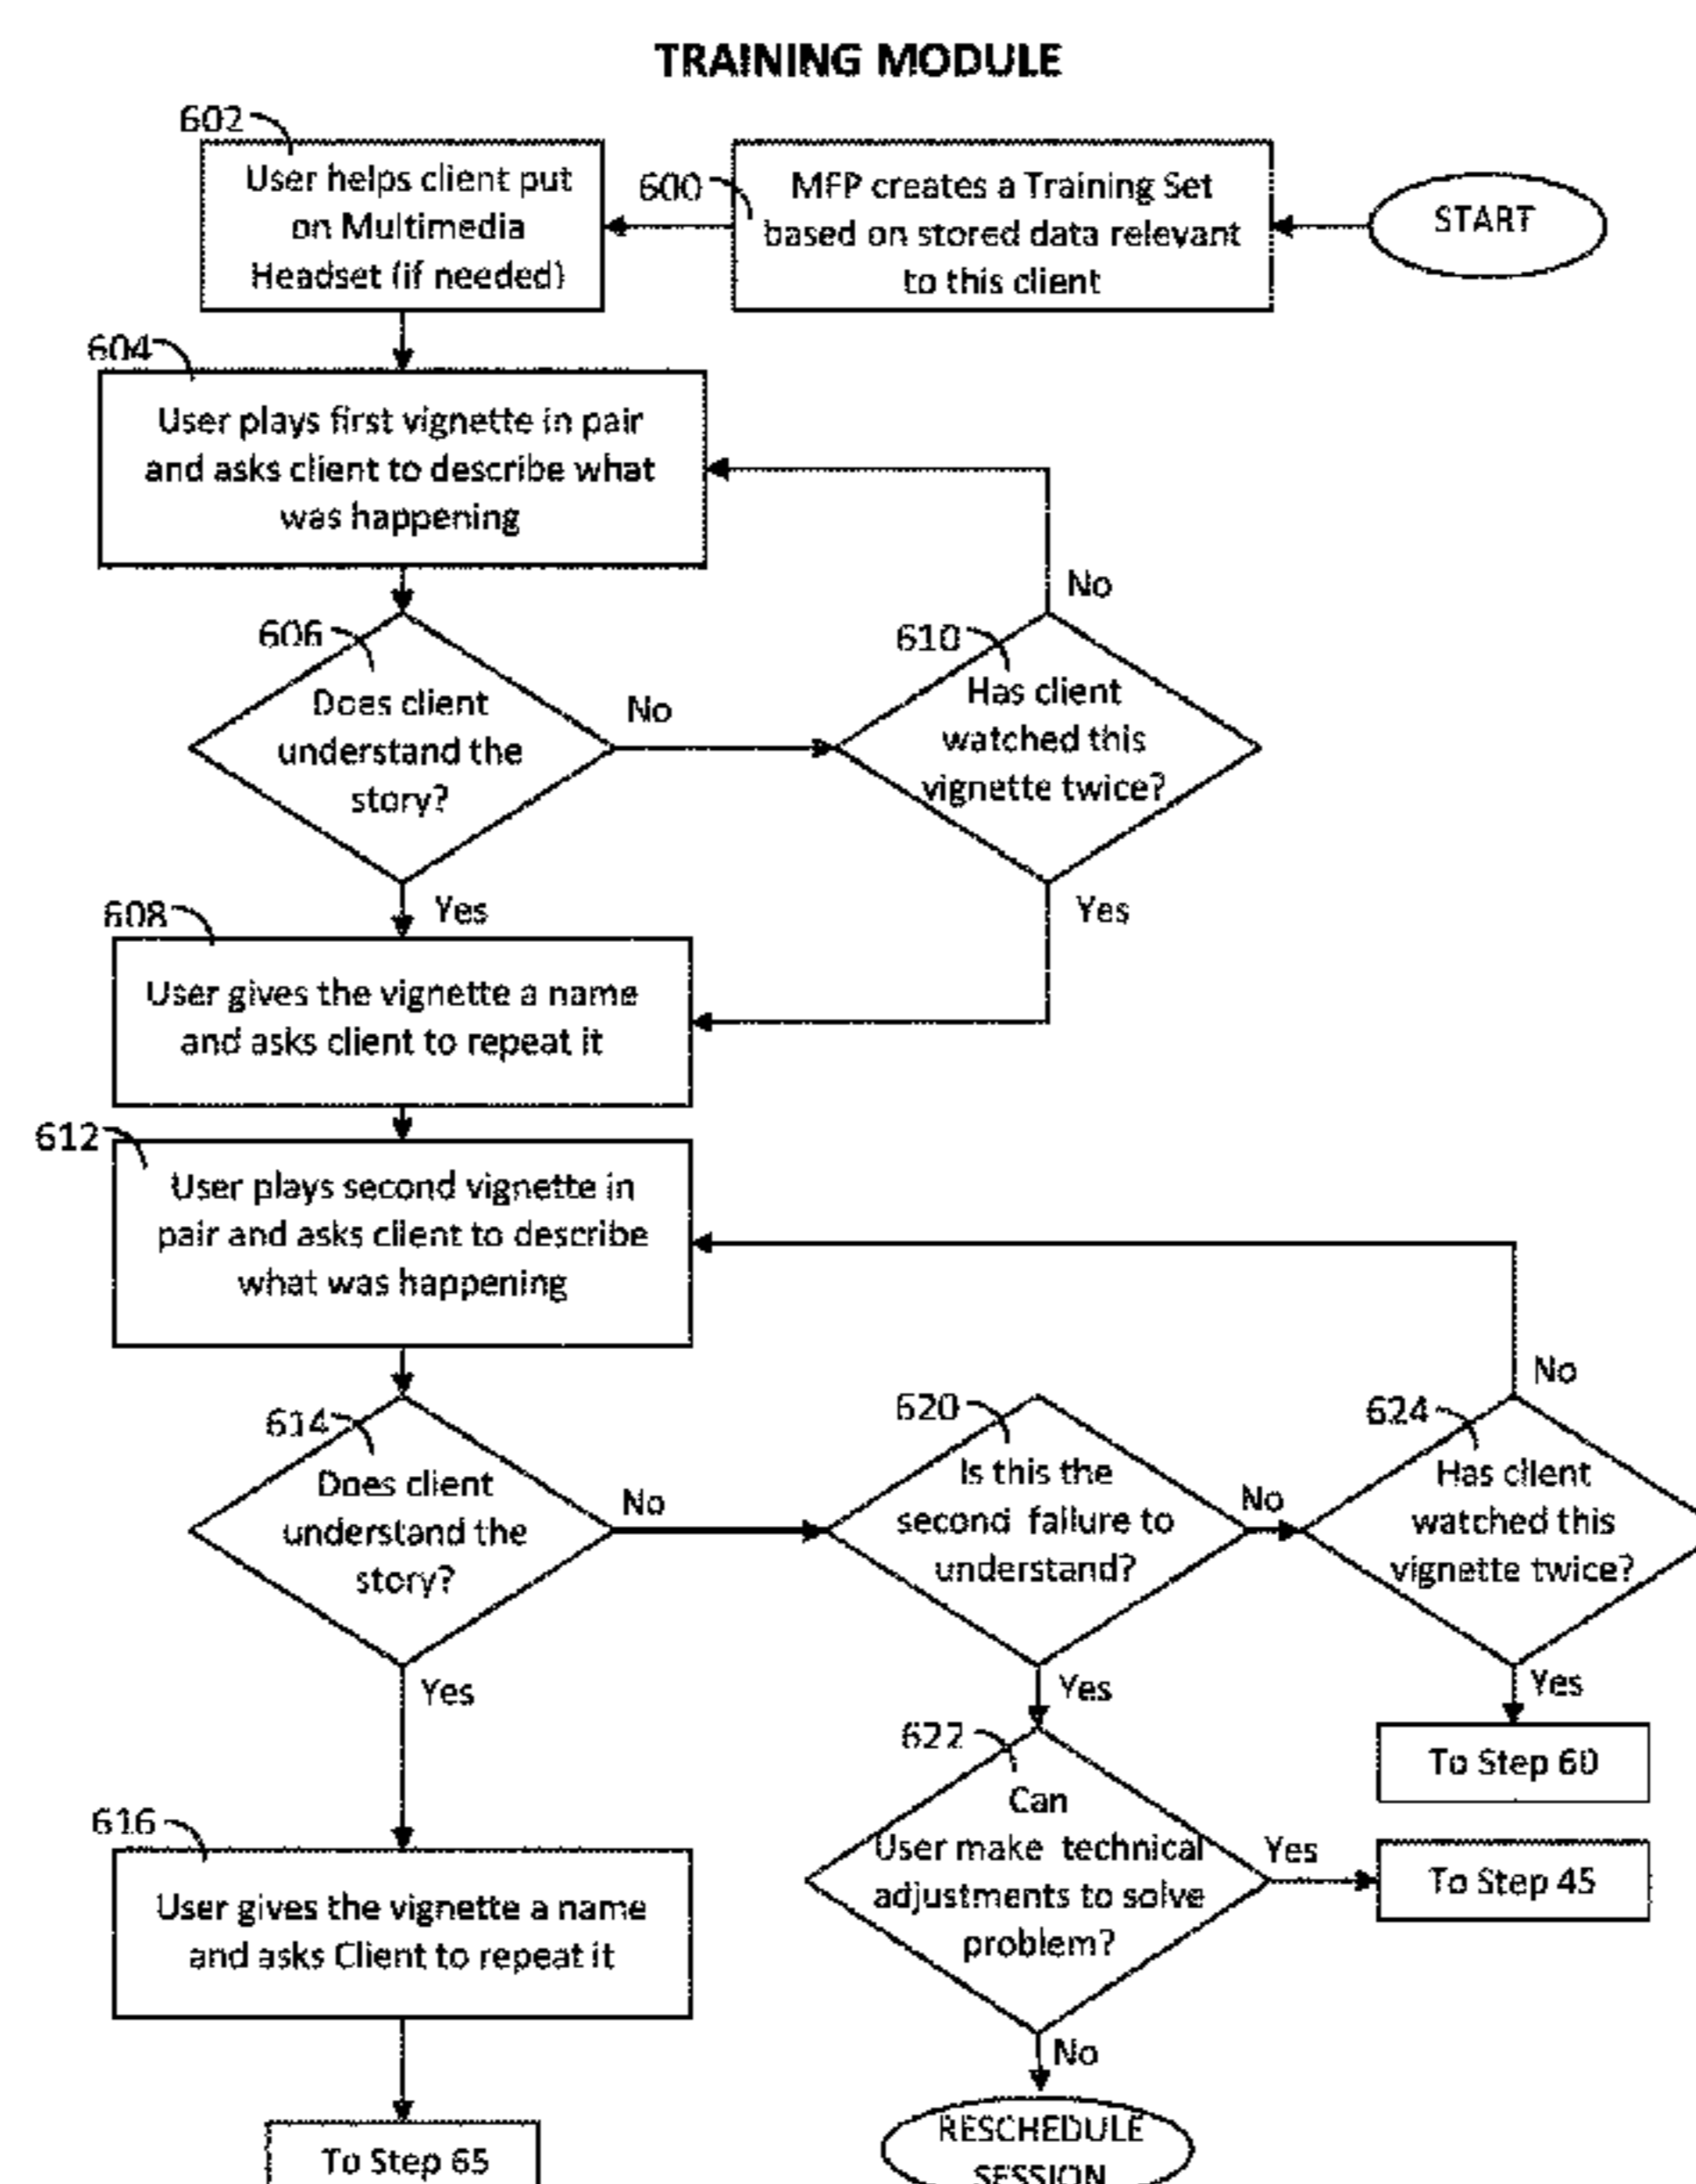 TRAINING MODULE
602
User helps client put
on Multimedia
Headset (if needed)
600
MFP creates a Training Set
based on stored data relevant
to this client
START
604
User plays first vignette in pair
and asks client to describe what
was happening
No
606
Does client
understand the
story?
No
610
Has client
watched this
vignette twice?
Yes
Yes
608
User gives the vignette a name
and asks client to repeat it
612
User plays second vignette in
pair and asks client to describe
what was happening
614
Does client
understand the
story?
No
620
Is this the
second failure to
understand?
No
624
No
Has client
watched this
vignette twice?
Yes
Yes
Yes
To Step 60
622
Can
User make technical
adjustments to solve
problem?
Yes
To Step 45
616
User gives the vignette a name
and asks Client to repeat it
No
To Step 65
RESCHEDULE
SESSION